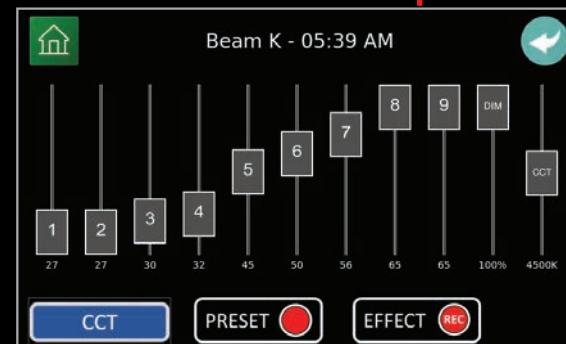 Beam K - 05:39 AM
1 2 3 4 5 6 7 8 9 DIM CCT
27 27 30 32 45 50 56 65 65 100% 4500K
CCT PRESET EFFECT REC